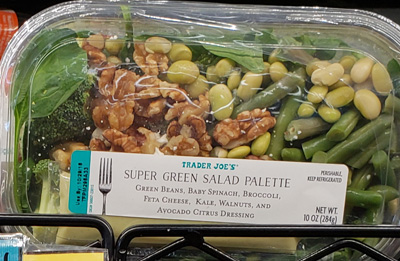 TRADER JOE'S
SUPER GREEN SALAD PALETTE
GREEN BEANS, BABY SPINACH, BROCCOLI,
FETA CHEESE, KALE, WALNUTS, AND
AVOCADO CITRUS DRESSING
PERISHABLE,
KEEP REFRIGERATED
NET WT.
10 OZ (284g)